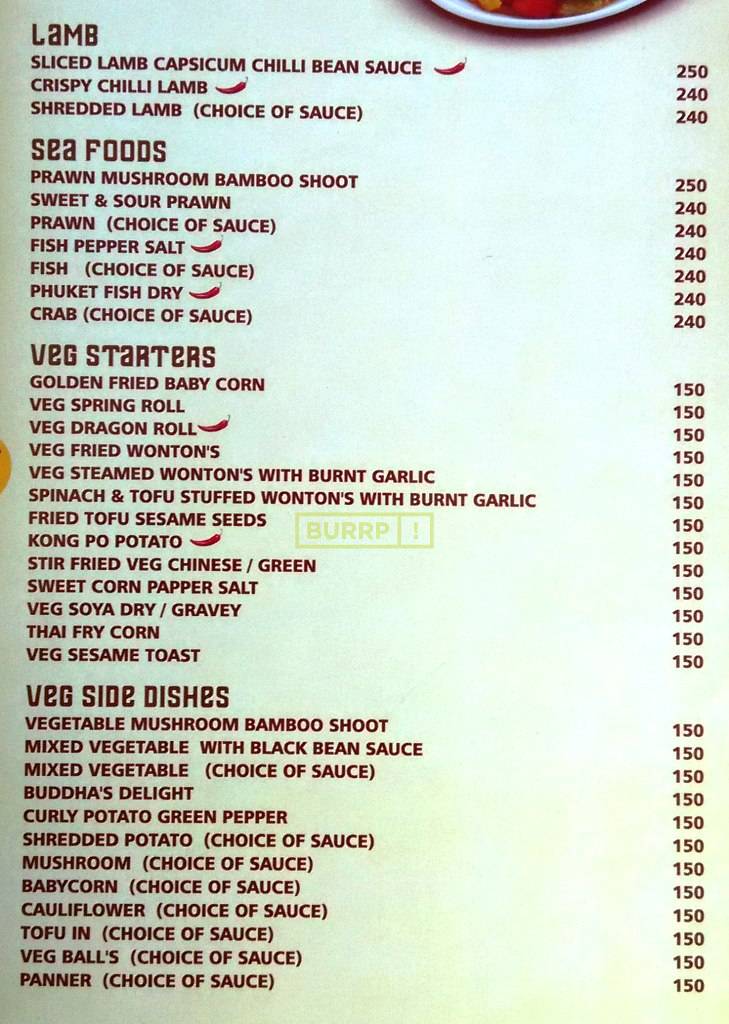 LAMB
SLICED LAMB CAPSICUM CHILLI BEAN SAUCE 250
CRISPY CHILLI LAMB 240
SHREDDED LAMB (CHOICE OF SAUCE) 240
SEA FOODS
PRAWN MUSHROOM BAMBOO SHOOT 250
SWEET & SOUR PRAWN 240
PRAWN (CHOICE OF SAUCE) 240
FISH PEPPER SALT 240
FISH (CHOICE OF SAUCE) 240
PHUKET FISH DRY 240
CRAB (CHOICE OF SAUCE) 240
VEG STARTERS
GOLDEN FRIED BABY CORN 150
VEG SPRING ROLL 150
VEG DRAGON ROLL 150
VEG FRIED WONTON'S 150
VEG STEAMED WONTON'S WITH BURNT GARLIC 150
SPINACH & TOFU STUFFED WONTON'S WITH BURNT GARLIC 150
FRIED TOFU SESAME SEEDS 150
BURRP !
KONG PO POTATO 150
STIR FRIED VEG CHINESE / GREEN 150
SWEET CORN PAPPER SALT 150
VEG SOYA DRY / GRAVEY 150
THAI FRY CORN 150
VEG SESAME TOAST 150
VEG SIDE DISHES
VEGETABLE MUSHROOM BAMBOO SHOOT 150
MIXED VEGETABLE WITH BLACK BEAN SAUCE 150
MIXED VEGETABLE (CHOICE OF SAUCE) 150
BUDDHA'S DELIGHT 150
CURLY POTATO GREEN PEPPER 150
SHREDDED POTATO (CHOICE OF SAUCE) 150
MUSHROOM (CHOICE OF SAUCE) 150
BABYCORN (CHOICE OF SAUCE) 150
CAULIFLOWER (CHOICE OF SAUCE) 150
TOFU IN (CHOICE OF SAUCE) 150
VEG BALL'S (CHOICE OF SAUCE) 150
PANNER (CHOICE OF SAUCE) 150